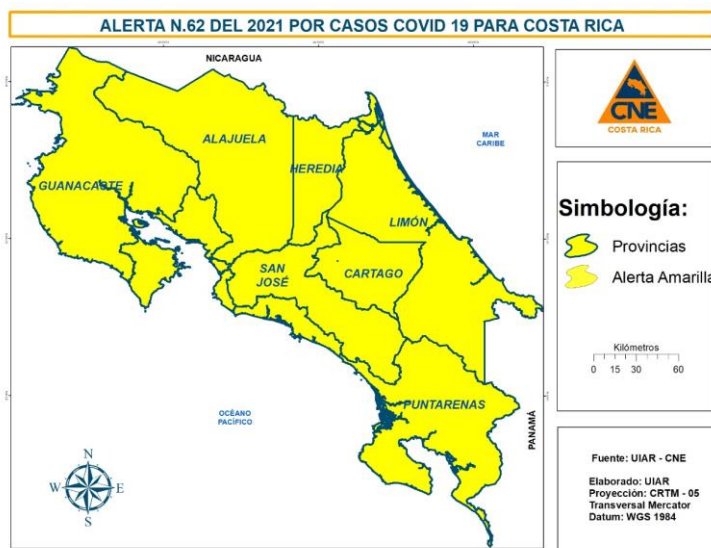 ALERTA N.62 DEL 2021 POR CASOS COVID 19 PARA COSTA RICA
NICARAGUA
MAR
CARIBE
ALAJUELA
HEREDIA
GUANACASTE
LIMÓN
SAN
JOSÉ
CARTAGO
PUNTARENAS
OCÉANO
PACÍFICO
PANAMÁ
N
W
E
S
CNE
COSTA RICA
Simbología:
Provincias
Alerta Amarilla
Kilómetros
0 15 30 60
Fuente: UIAR - CNE
Elaborado: UIAR
Proyección: CRTM - 05
Transversal Mercator
Datum: WGS 1984